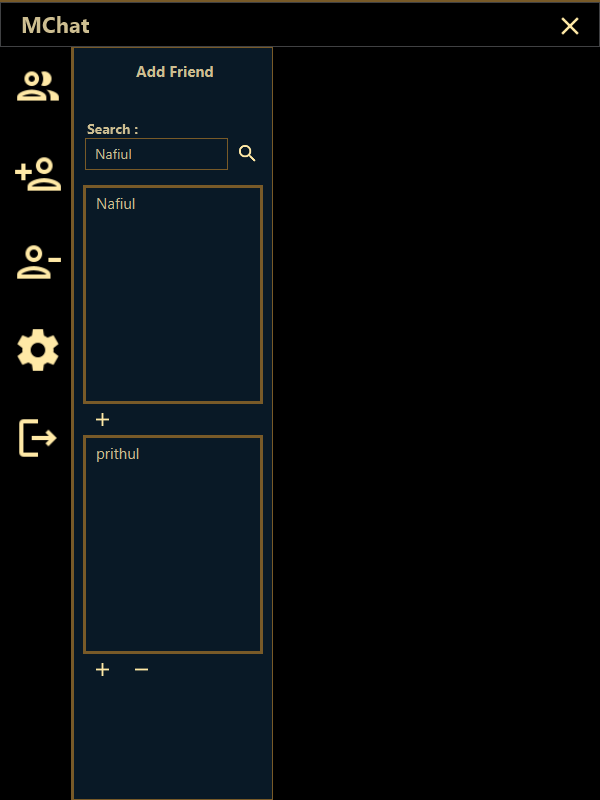 MChat
Add Friend
Search :
Nafiul
Nafiul
prithul